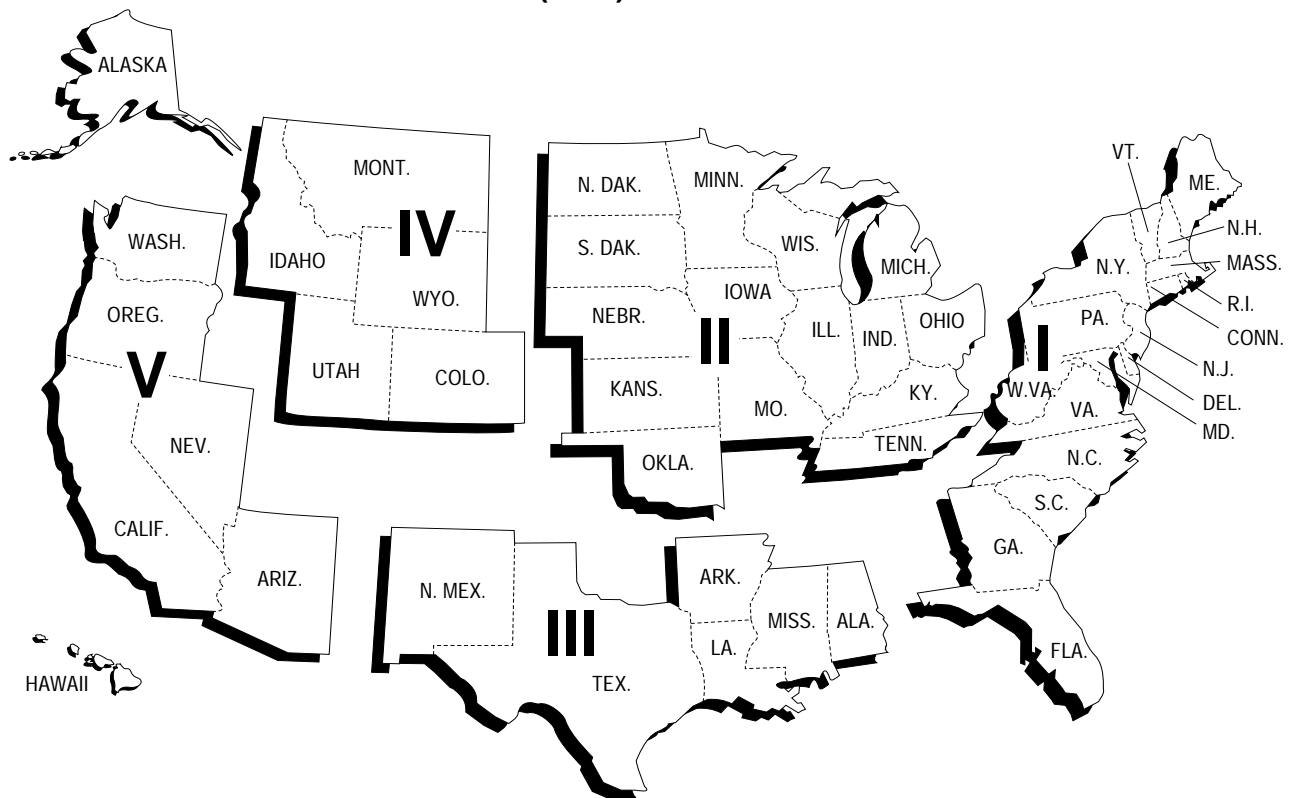 ALASKA
MONT.
IV
IDAHO
WYO.
UTAH
COLO.
WASH.
OREG.
V
NEV.
CALIF.
ARIZ.
HAWAII
N. DAK.
MINN.
S. DAK.
WIS.
MICH.
IOWA
NEBR.
II
ILL.
IND.
OHIO
KANS.
MO.
KY.
TENN.
OKLA.
VT.
ME.
N.H.
N.Y.
MASS.
R.I.
PA.
CONN.
I
N.J.
W.VA.
DEL.
VA.
MD.
N.C.
S.C.
GA.
FLA.
N. MEX.
III
TEX.
ARK.
LA.
MISS.
ALA.